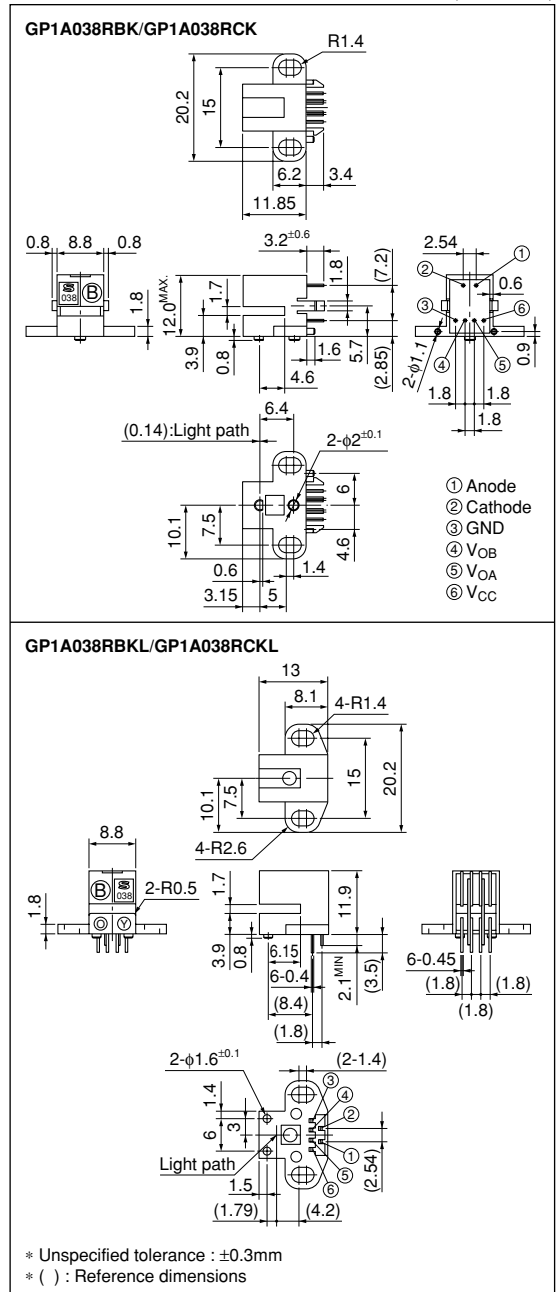 GP1A038RBK/GP1A038RCK
R1.4
20.2
15
6.2
3.4
11.85
0.8
8.8
0.8
S
038
B
1.8
3.2±0.6
12.0MAX.
1.7
1.8
(7.2)
3.9
0.8
1.6
4.6
5.7
(2.85)
2.54
①
②
0.6
③
⑥
2-φ1.1
④
⑤
0.9
1.8
1.8
1.8
6.4
(0.14):Light path
2-φ2±0.1
10.1
7.5
6
4.6
0.6
1.4
3.15
5
① Anode
② Cathode
③ GND
④ VOB
⑤ VOA
⑥ VCC
GP1A038RBKL/GP1A038RCKL
13
8.1
4-R1.4
10.1
7.5
15
20.2
4-R2.6
8.8
B
S
038
2-R0.5
1.8
O
Y
1.7
11.9
3.9
0.8
6.15
6-0.4
2.1MIN
(3.5)
(8.4)
(1.8)
6-0.45
(1.8)
(1.8)
(1.8)
2-φ1.6±0.1
(2-1.4)
1.4
③
④
②
6
3
Light path
①
(2.54)
⑤
⑥
1.5
(1.79)
(4.2)
* Unspecified tolerance : ±0.3mm
* ( ) : Reference dimensions